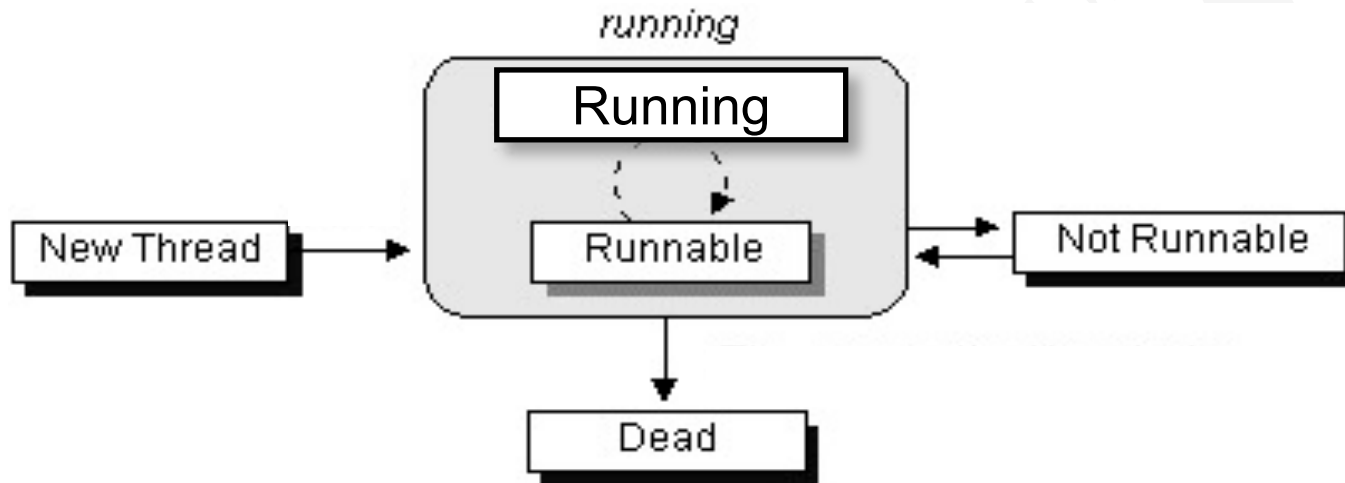 running
Running
New Thread
Runnable
Not Runnable
Dead